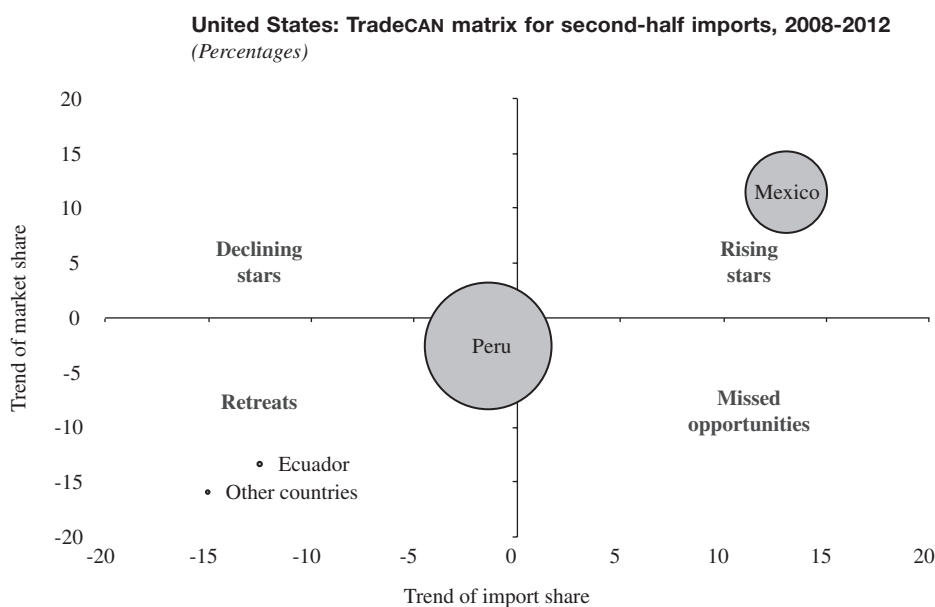 United States: TradeCAN matrix for second-half imports, 2008-2012
(Percentages)
Trend of market share
20
15
10
5
0
-5
-10
-15
-20
Declining
stars
Rising
stars
Mexico
Peru
Retreats
Missed
opportunities
Ecuador
Other countries
-20 -15 -10 -5 0 5 10 15 20
Trend of import share